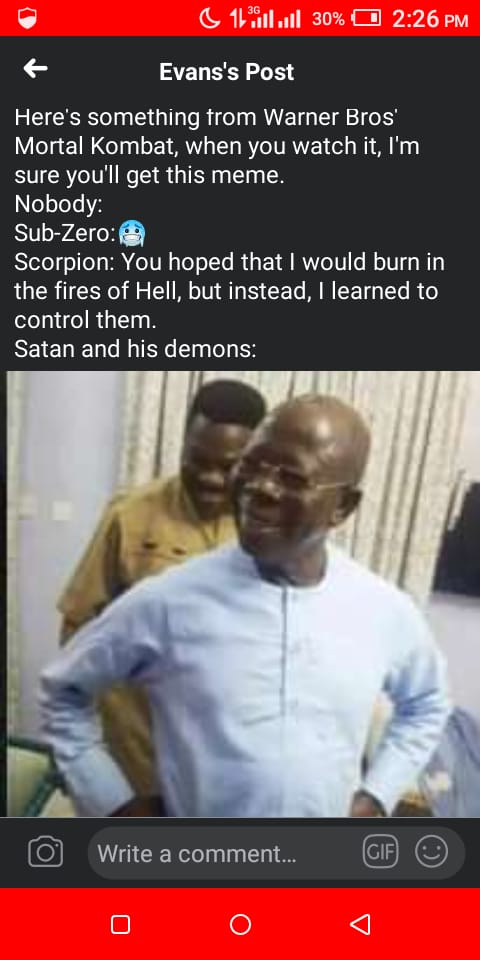 3G
30%
2:26 PM
Evans's Post
Here's something from Warner Bros'
Mortal Kombat, when you watch it, I'm
sure you'll get this meme.
Nobody:
Sub-Zero:🥶
Scorpion: You hoped that I would burn in
the fires of Hell, but instead, I learned to
control them.
Satan and his demons:
Write a comment...
GIF